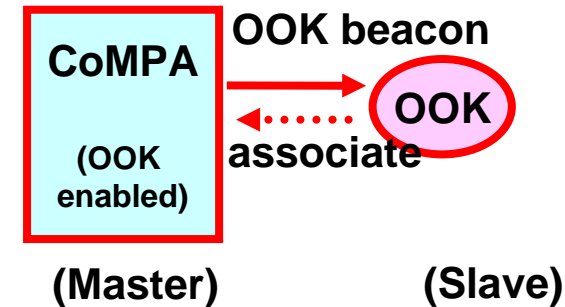 OOK beacon
CoMPA
OOK
(OOK
enabled)
associate
(Master)
(Slave)